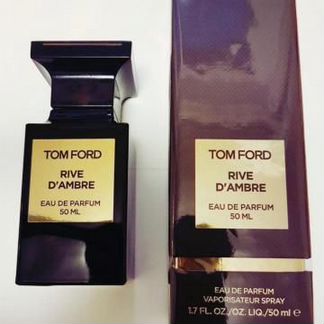 TOM FORD
RIVE
D'AMBRE
EAU DE PARFUM
50 ML
TOM FORD
RIVE
D'AMBRE
EAU DE PARFUM
50 ML
EAU DE PARFUM
VAPORISATEUR SPRAY
1.7 FL. OZ./OZ. LIQ./50 ml ℮